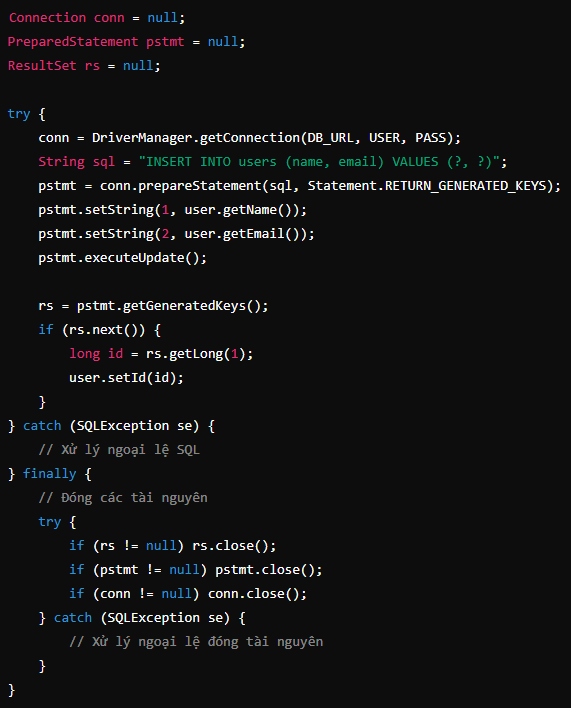 Connection conn = null;
PreparedStatement pstmt = null;
ResultSet rs = null;

try {
    conn = DriverManager.getConnection(DB_URL, USER, PASS);
    String sql = "INSERT INTO users (name, email) VALUES (?, ?)";
    pstmt = conn.prepareStatement(sql, Statement.RETURN_GENERATED_KEYS);
    pstmt.setString(1, user.getName());
    pstmt.setString(2, user.getEmail());
    pstmt.executeUpdate();

    rs = pstmt.getGeneratedKeys();
    if (rs.next()) {
        long id = rs.getLong(1);
        user.setId(id);
    }
} catch (SQLException se) {
    // Xử lý ngoại lệ SQL
} finally {
    // Đóng các tài nguyên
    try {
        if (rs != null) rs.close();
        if (pstmt != null) pstmt.close();
        if (conn != null) conn.close();
    } catch (SQLException se) {
        // Xử lý ngoại lệ đóng tài nguyên
    }
}